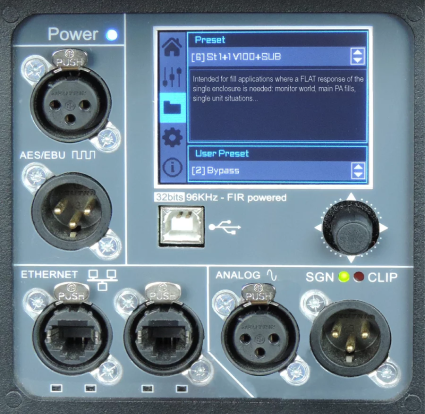 Power
Preset
[6] St 1+1 V100+SUB
Intended for fill applications where a FLAT response of the
single enclosure is needed: monitor world, main PA fills,
single unit situations...
User Preset
[2] Bypass
PUSH
AES/EBU
32bits 96KHz - FIR powered
ETHERNET
PUSH
PUSH
ANALOG
PUSH
SGN
CLIP